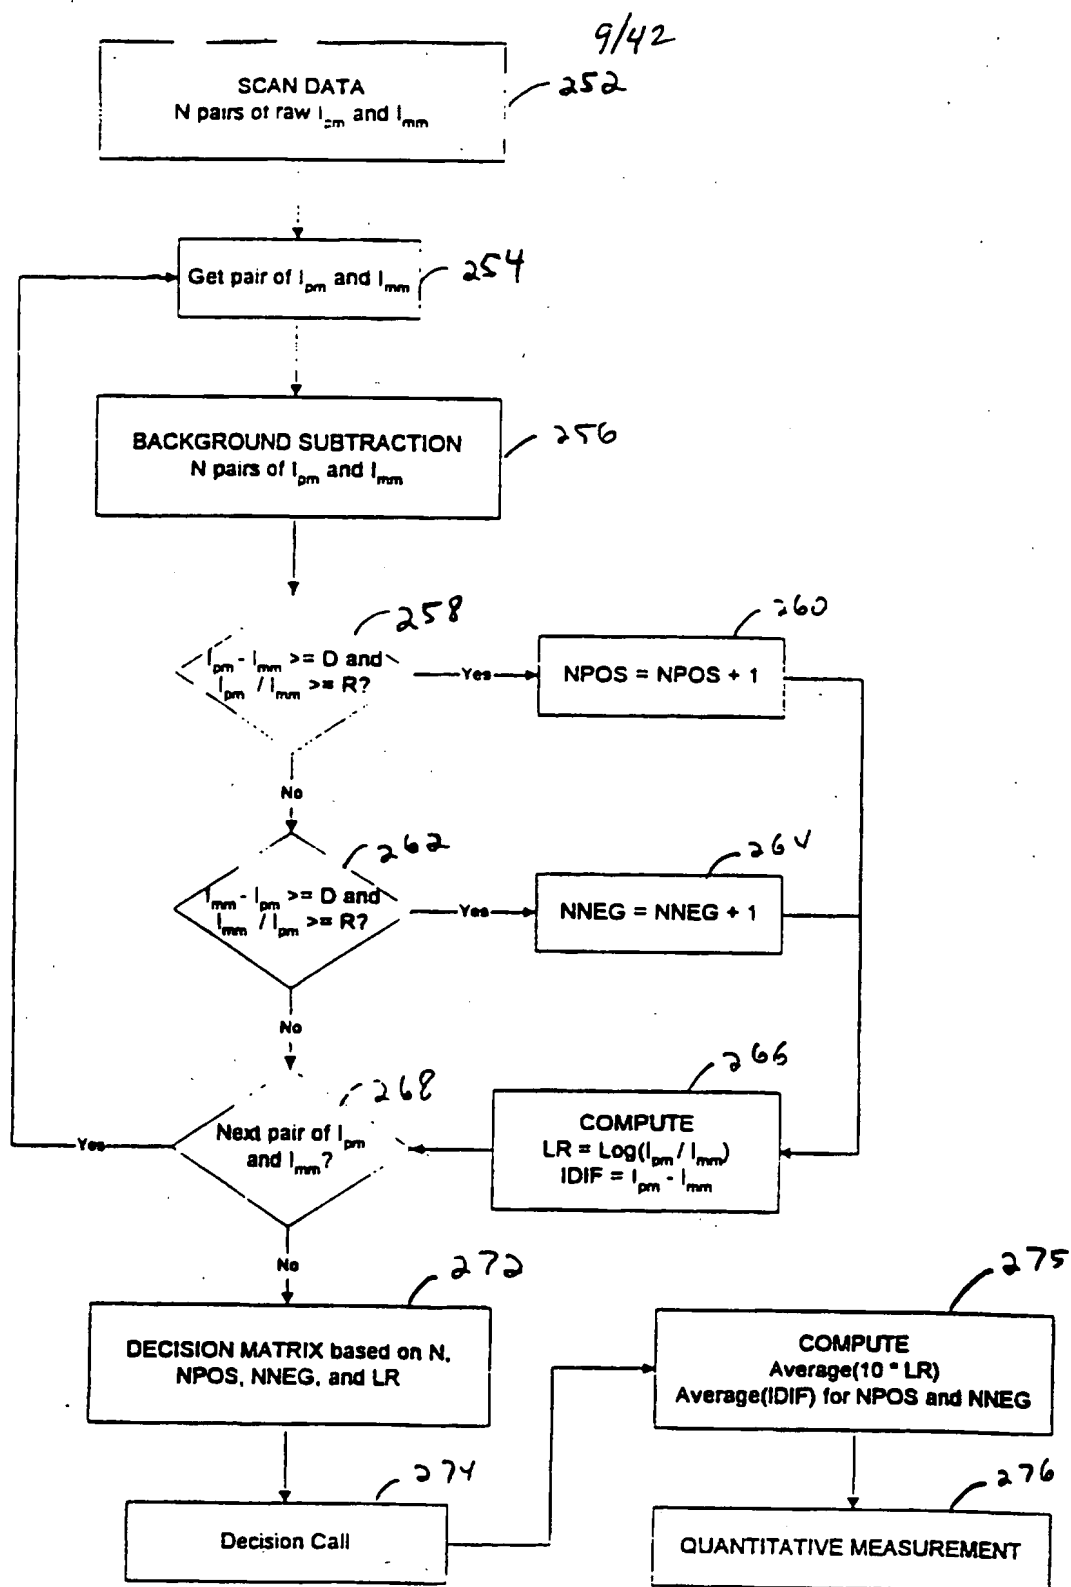 9/42
SCAN DATA
N pairs of raw Ipm and Imm
252
Get pair of Ipm and Imm
254
BACKGROUND SUBTRACTION
N pairs of Ipm and Imm
256
258
Ipm - Imm >= D and
Ipm / Imm >= R?
Yes
260
NPOS = NPOS + 1
No
262
Imm - Ipm >= D and
Imm / Ipm >= R?
Yes
264
NNEG = NNEG + 1
No
268
Next pair of Ipm
and Imm?
Yes
266
COMPUTE
LR = Log(Ipm / Imm)
IDIF = Ipm - Imm
No
272
DECISION MATRIX based on N,
NPOS, NNEG, and LR
275
COMPUTE
Average(10 * LR)
Average(IDIF) for NPOS and NNEG
274
Decision Call
276
QUANTITATIVE MEASUREMENT